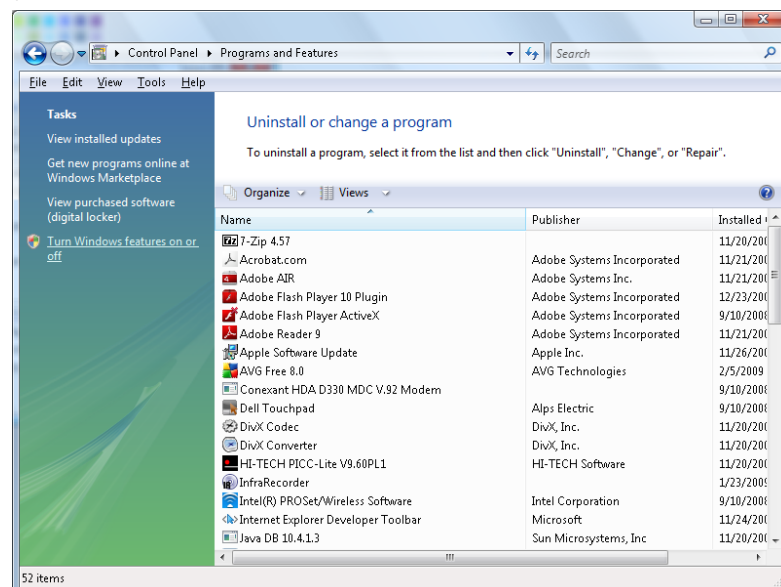 Control Panel ▸ Programs and Features
Search
File Edit View Tools Help
Tasks
View installed updates
Get new programs online at
Windows Marketplace
View purchased software
(digital locker)
Turn Windows features on or
off
Uninstall or change a program
To uninstall a program, select it from the list and then click "Uninstall", "Change", or "Repair".
Organize Views
Name Publisher Installed
7-Zip 4.57 11/20/200
Acrobat.com Adobe Systems Incorporated 11/21/200
Adobe AIR Adobe Systems Inc. 11/21/200
Adobe Flash Player 10 Plugin Adobe Systems Incorporated 12/23/200
Adobe Flash Player ActiveX Adobe Systems Incorporated 9/10/2008
Adobe Reader 9 Adobe Systems Incorporated 11/21/200
Apple Software Update Apple Inc. 11/26/200
AVG Free 8.0 AVG Technologies 2/5/2009
Conexant HDA D330 MDC V.92 Modem 9/10/2008
Dell Touchpad Alps Electric 9/10/2008
DivX Codec DivX, Inc. 11/20/200
DivX Converter DivX, Inc. 11/20/200
HI-TECH PICC-Lite V9.60PL1 HI-TECH Software 11/20/200
InfraRecorder 1/23/2009
Intel(R) PROSet/Wireless Software Intel Corporation 9/10/2008
Internet Explorer Developer Toolbar Microsoft 11/24/200
Java DB 10.4.1.3 Sun Microsystems, Inc 11/20/200
52 items